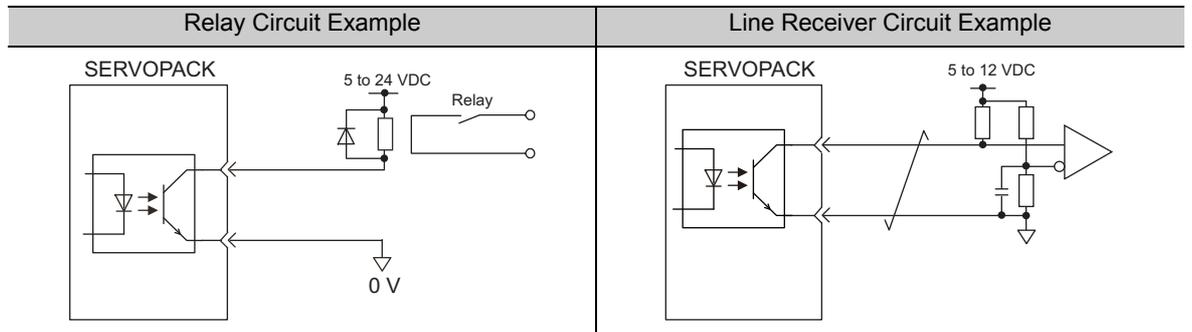 Relay Circuit Example
Line Receiver Circuit Example
SERVOPACK
5 to 24 VDC
Relay
0 V
SERVOPACK
5 to 12 VDC